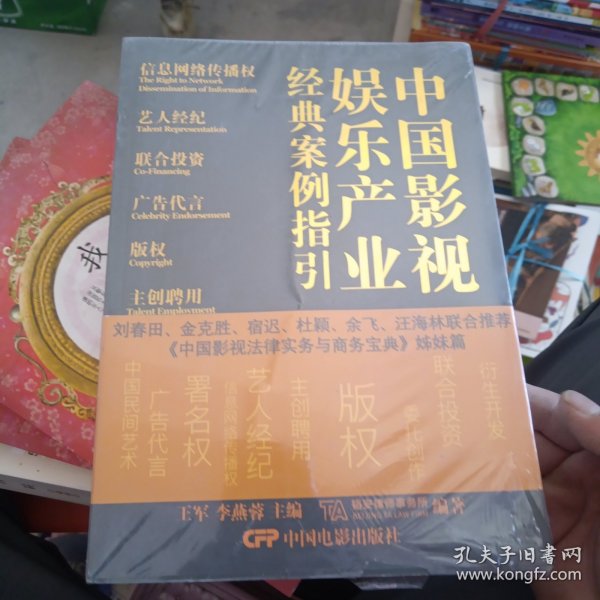 中国影视
娱乐产业
经典案例指引
信息网络传播权
The Right to Network
Dissemination of Information
艺人经纪
Talent Representation
联合投资
Co-Financing
广告代言
Celebrity Endorsement
版权
Copyright
主创聘用
Talent Employment
刘春田、金克胜、宿迟、杜颖、余飞、汪海林联合推荐
《中国影视法律实务与商务宝典》姊妹篇
衍生开发
联合投资
委托创作
版权
主创聘用
艺人经纪
信息网络传播权
署名权
广告代言
中国民间艺术
王军 李燕蓉 主编
TA
律师事务所
编著
CFP 中国电影出版社
我
孔夫子旧书网
www.kongfz.com